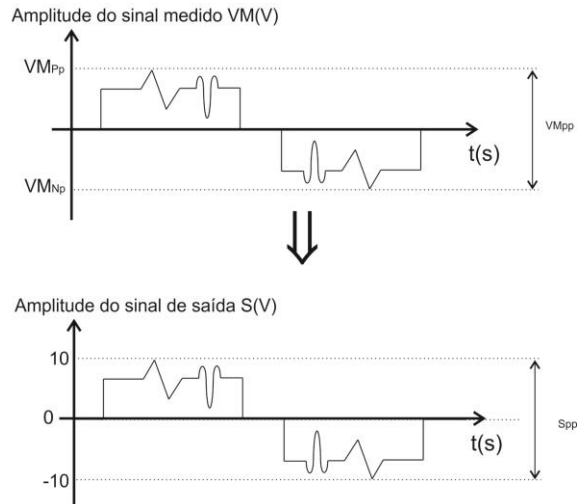 Amplitude do sinal medido VM(V)
VMPp
VMpp
t(s)
VMNp
Amplitude do sinal de saída S(V)
10
0
Spp
t(s)
-10